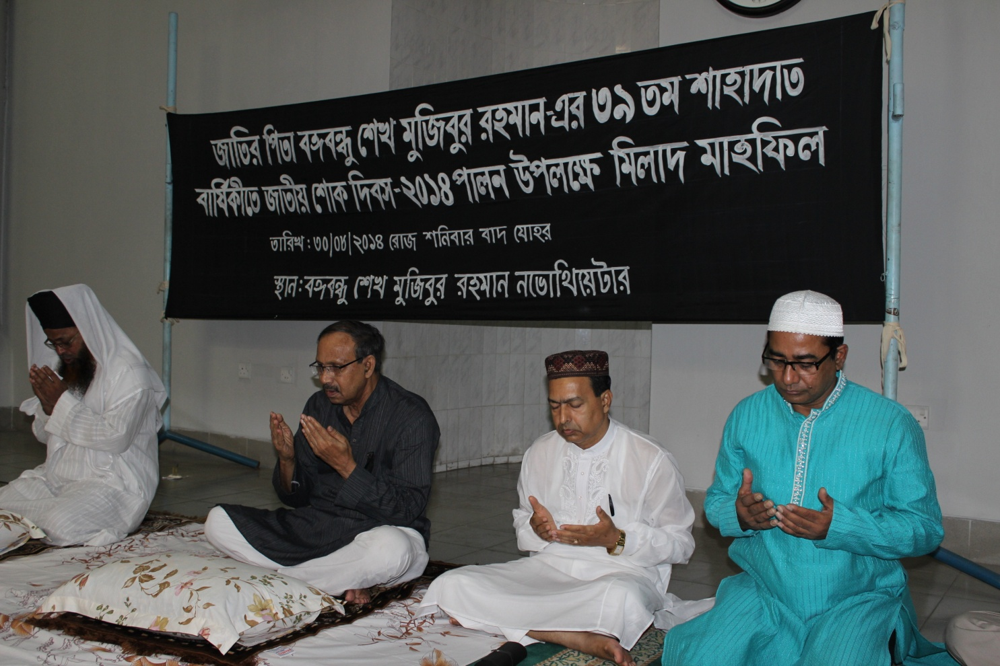 জাতির পিতা বঙ্গবন্ধু শেখ মুজিবুর রহমান-এর ৩৯ তম শাহাদাত
বার্ষিকীতে জাতীয় শোক দিবস-২০১৪ পালন উপলক্ষে মিলাদ মাহফিল
তারিখ : ৩০/০৮/২০১৪ রোজ শনিবার বাদ যোহর
স্থান: বঙ্গবন্ধু শেখ মুজিবুর রহমান নভোথিয়েটার